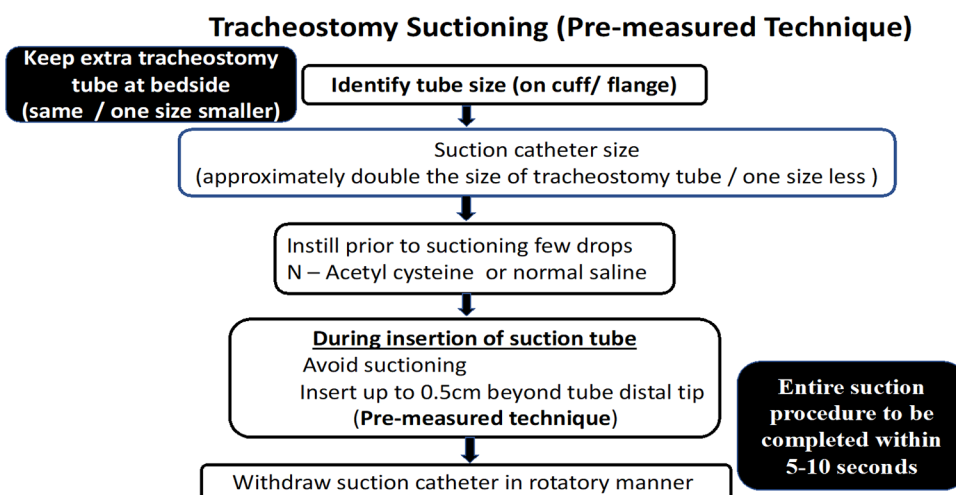 Tracheostomy Suctioning (Pre-measured Technique)
Keep extra tracheostomy
tube at bedside
(same / one size smaller)
Identify tube size (on cuff/ flange)
Suction catheter size
(approximately double the size of tracheostomy tube / one size less )
Instill prior to suctioning few drops
N – Acetyl cysteine or normal saline
During insertion of suction tube
Avoid suctioning
Insert up to 0.5cm beyond tube distal tip
(Pre-measured technique)
Entire suction
procedure to be
completed within
5-10 seconds
Withdraw suction catheter in rotatory manner